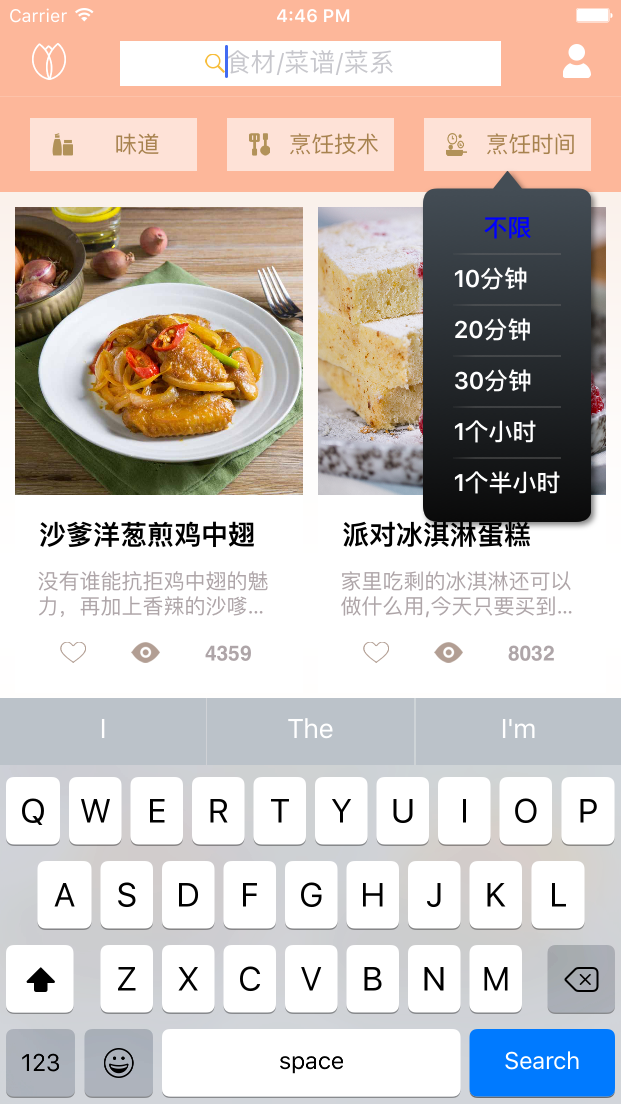 Carrier 4:46 PM
食材/菜谱/菜系
味道 烹饪技术 烹饪时间
不限
10分钟
20分钟
30分钟
1个小时
1个半小时
沙爹洋葱煎鸡中翅
没有谁能抗拒鸡中翅的魅
力，再加上香辣的沙嗲...
4359
派对冰淇淋蛋糕
家里吃剩的冰淇淋还可以
做什么用,今天只要买到...
8032
I The I'm
Q W E R T Y U I O P
A S D F G H J K L
Z X C V B N M
123 space Search